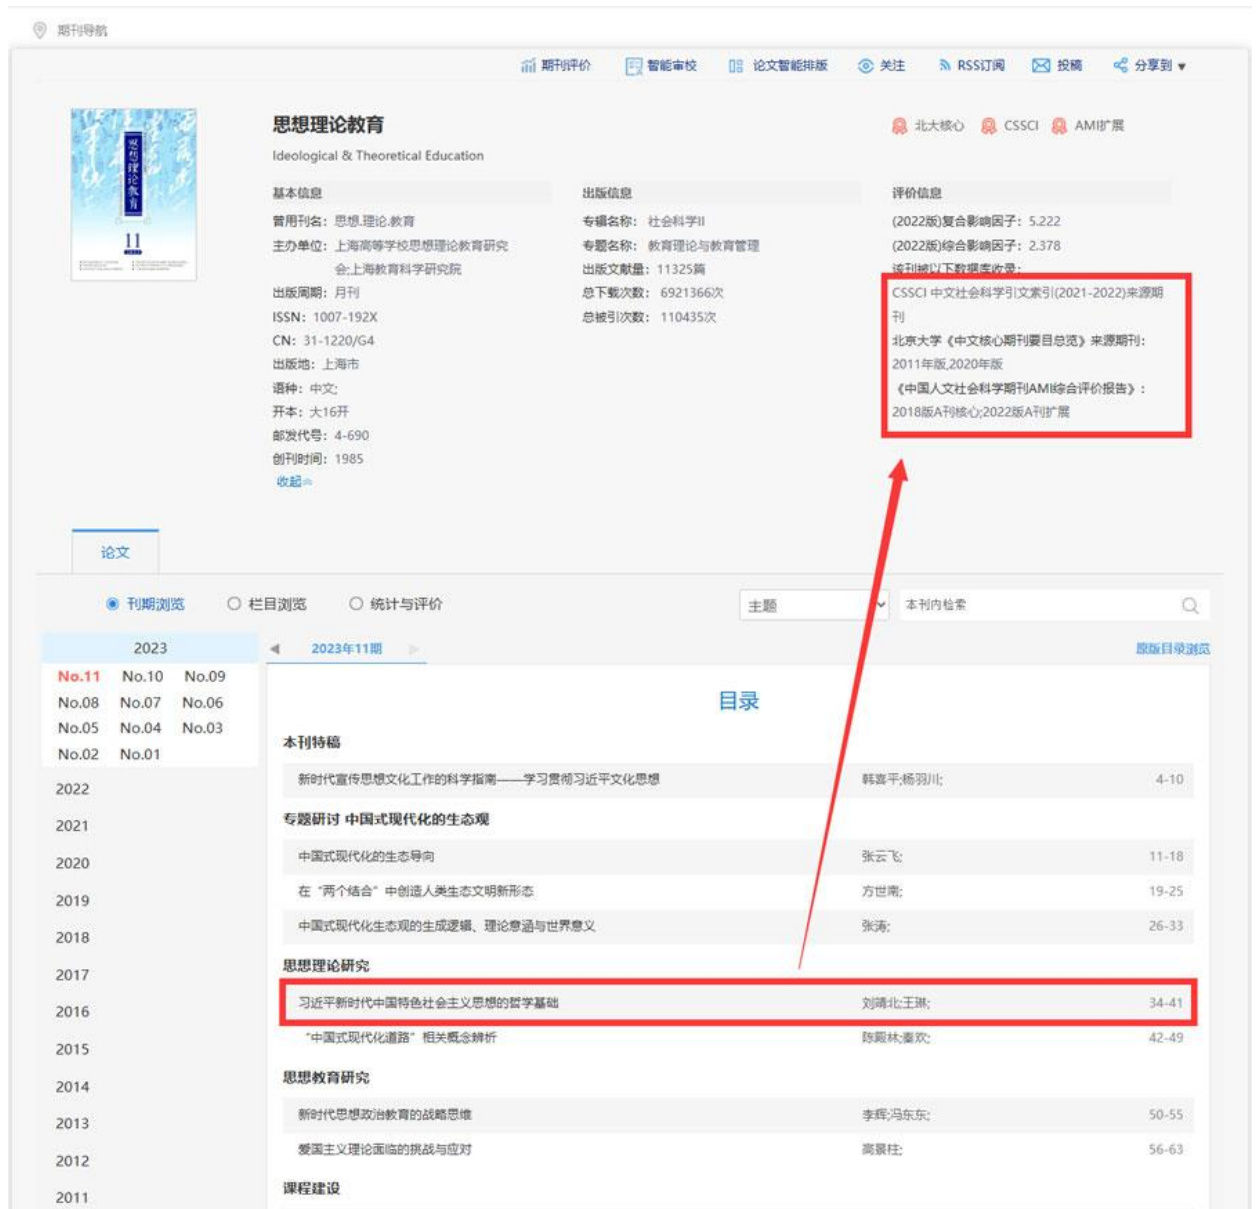 期刊导航
期刊评价 智能审校 论文智能排版 关注 RSS订阅 投稿 分享到
思想理论教育
11
思想理论教育
Ideological & Theoretical Education
北大核心 CSSCI AMI扩展
基本信息
曾用刊名：思想.理论.教育
主办单位：上海高等学校思想理论教育研究
会;上海教育科学研究院
出版周期：月刊
ISSN：1007-192X
CN：31-1220/G4
出版地：上海市
语种：中文;
开本：大16开
邮发代号：4-690
创刊时间：1985
收起
出版信息
专辑名称：社会科学II
专题名称：教育理论与教育管理
出版文献量：11325篇
总下载次数：6921366次
总被引次数：110435次
评价信息
(2022版)复合影响因子：5.222
(2022版)综合影响因子：2.378
该刊被以下数据库收录：
CSSCI 中文社会科学引文索引(2021-2022)来源期
刊
北京大学《中文核心期刊要目总览》来源期刊：
2011年版,2020年版
《中国人文社会科学期刊AMI综合评价报告》：
2018版A刊核心;2022版A刊扩展
论文
刊期浏览 栏目浏览 统计与评价
主题 本刊内检索
2023
No.11 No.10 No.09
No.08 No.07 No.06
No.05 No.04 No.03
No.02 No.01
2022
2021
2020
2019
2018
2017
2016
2015
2014
2013
2012
2011
2023年11期 原版目录浏览
目录
本刊特稿
新时代宣传思想文化工作的科学指南——学习贯彻习近平文化思想 韩喜平;杨羽川; 4-10
专题研讨 中国式现代化的生态观
中国式现代化的生态导向 张云飞; 11-18
在“两个结合”中创造人类生态文明新形态 方世南; 19-25
中国式现代化生态观的生成逻辑、理论意涵与世界意义 张涛; 26-33
思想理论研究
习近平新时代中国特色社会主义思想的哲学基础 刘靖北;王琳; 34-41
“中国式现代化道路”相关概念辨析 陈殿林;秦欢; 42-49
思想教育研究
新时代思想政治教育的战略思维 李辉;冯东东; 50-55
爱国主义理论面临的挑战与应对 高景柱; 56-63
课程建设